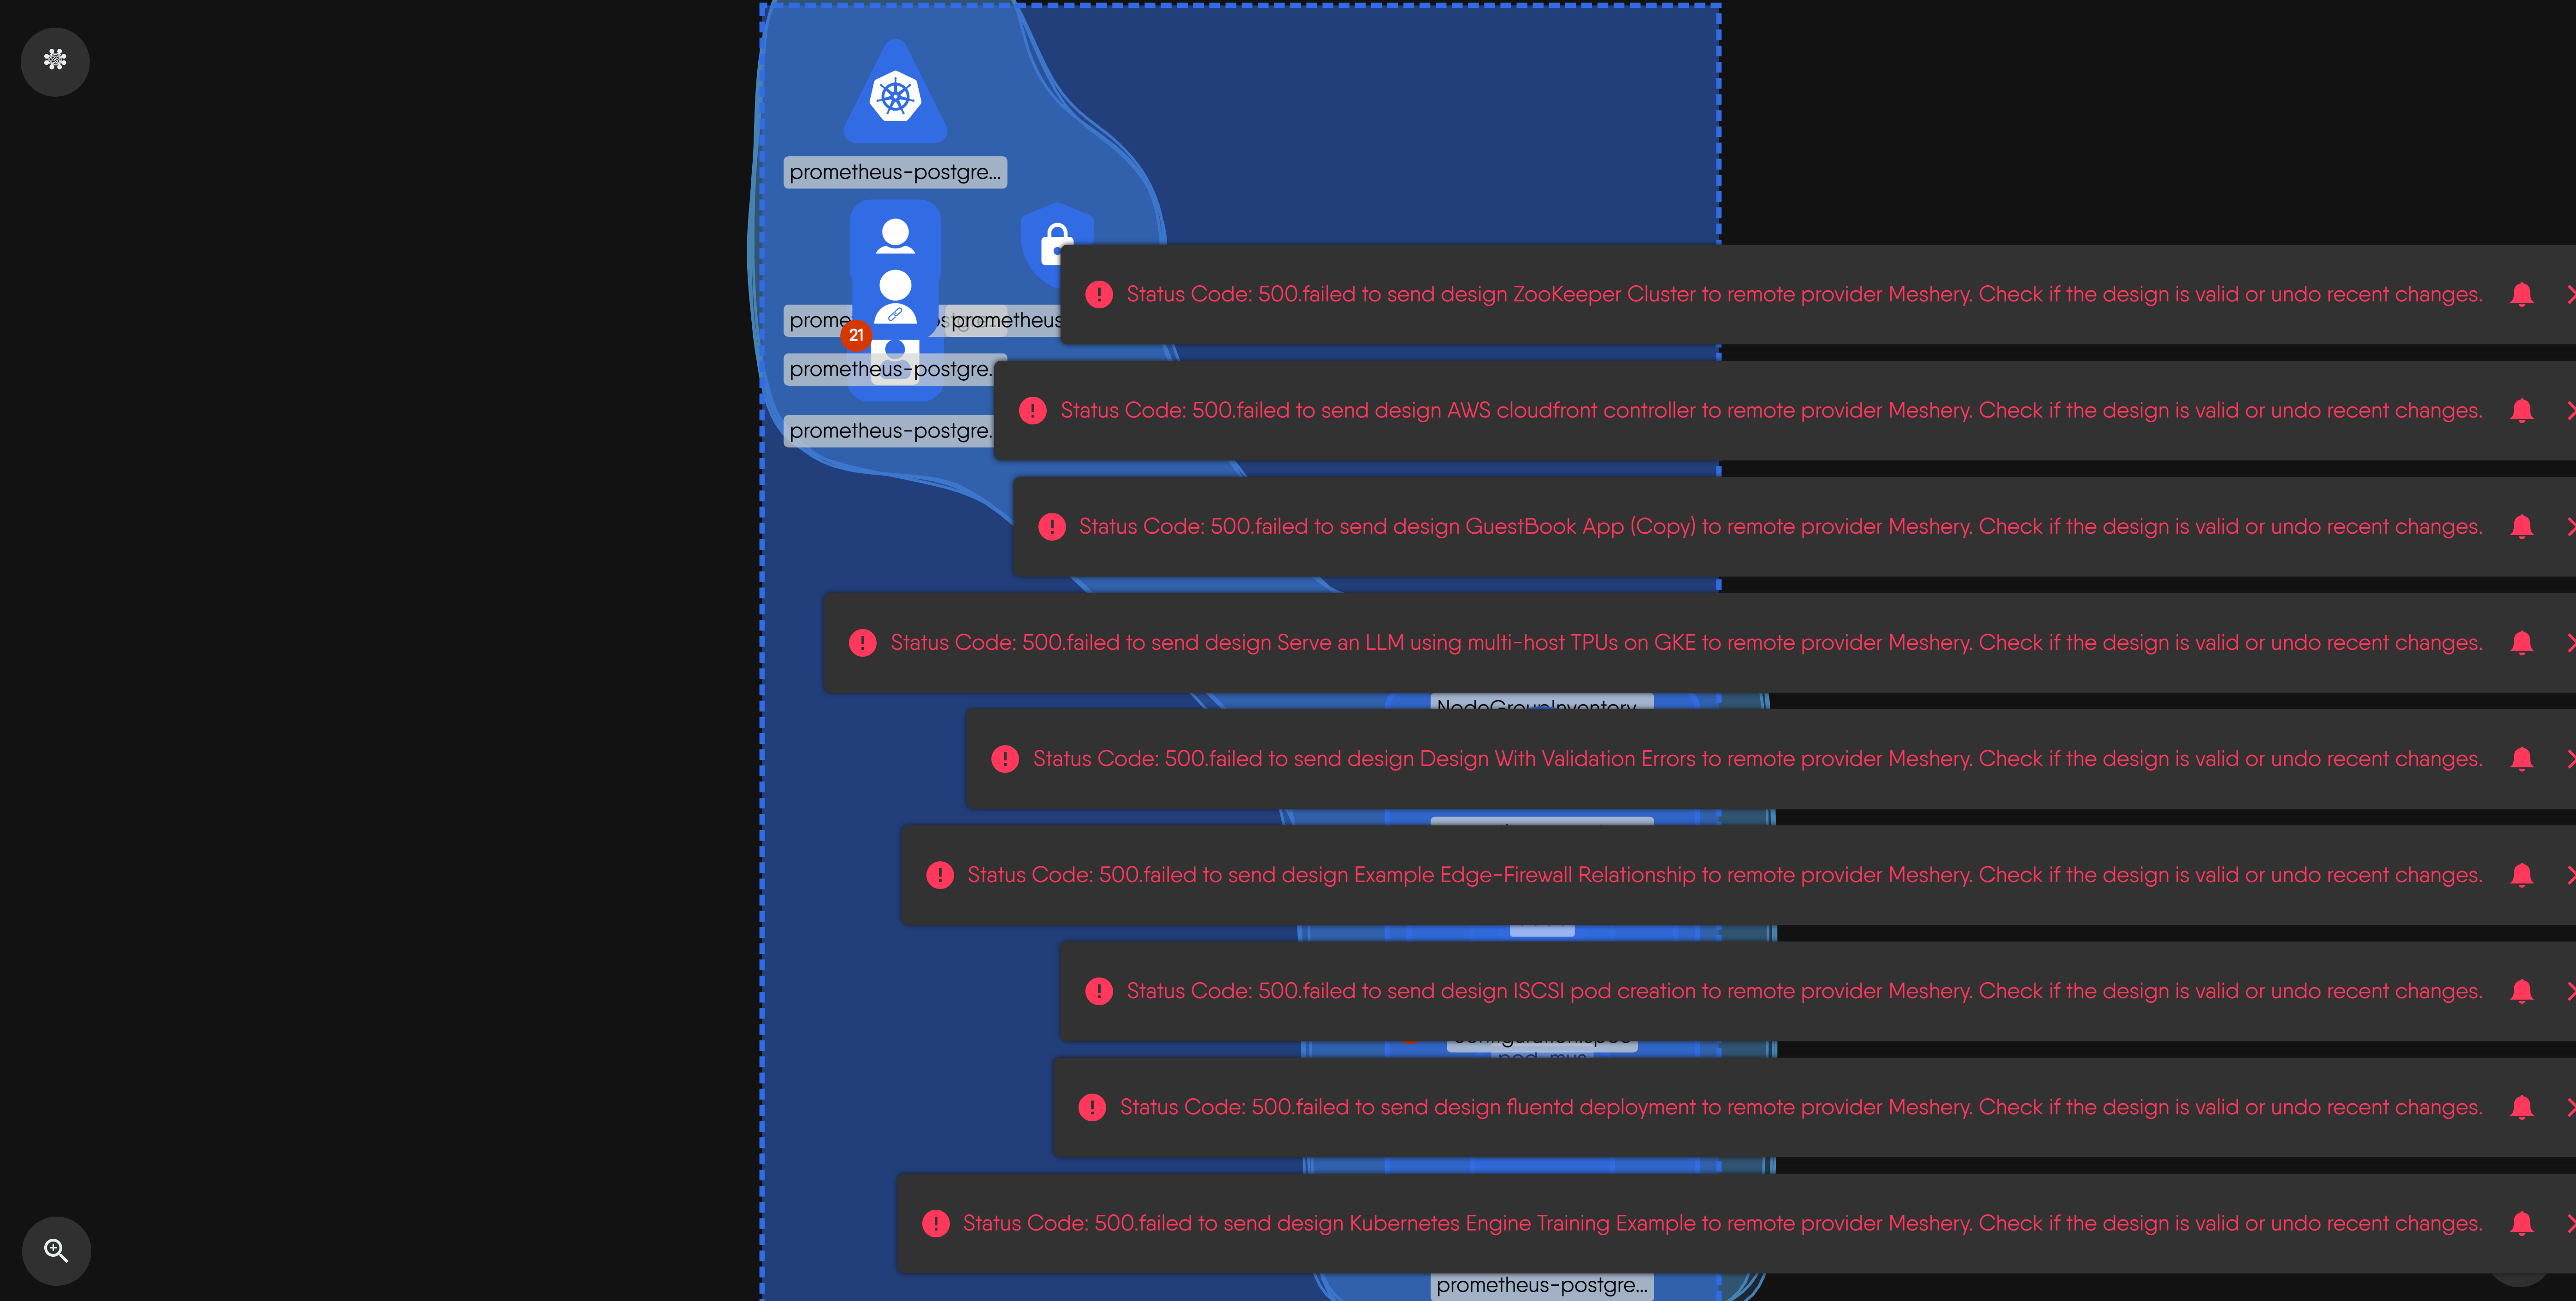 prometheus-postgre...
Status Code: 500.failed to send design ZooKeeper Cluster to remote provider Meshery. Check if the design is valid or undo recent changes.
prometheus
21
prometheus-postgre.
Status Code: 500.failed to send design AWS cloudfront controller to remote provider Meshery. Check if the design is valid or undo recent changes.
prometheus-postgre.
Status Code: 500.failed to send design GuestBook App (Copy) to remote provider Meshery. Check if the design is valid or undo recent changes.
Status Code: 500.failed to send design Serve an LLM using multi-host TPUs on GKE to remote provider Meshery. Check if the design is valid or undo recent changes.
NodeGroupInventory
Status Code: 500.failed to send design Design With Validation Errors to remote provider Meshery. Check if the design is valid or undo recent changes.
Status Code: 500.failed to send design Example Edge-Firewall Relationship to remote provider Meshery. Check if the design is valid or undo recent changes.
Status Code: 500.failed to send design ISCSI pod creation to remote provider Meshery. Check if the design is valid or undo recent changes.
Status Code: 500.failed to send design fluentd deployment to remote provider Meshery. Check if the design is valid or undo recent changes.
Status Code: 500.failed to send design Kubernetes Engine Training Example to remote provider Meshery. Check if the design is valid or undo recent changes.
prometheus-postgre...